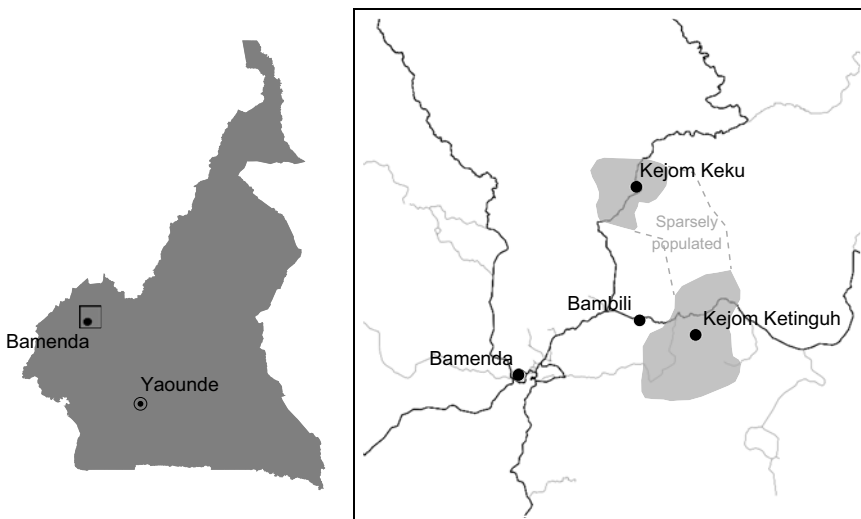 Bamenda
Yaounde
Kejom Keku
Sparsely
populated
Bambili
Kejom Ketinguh
Bamenda